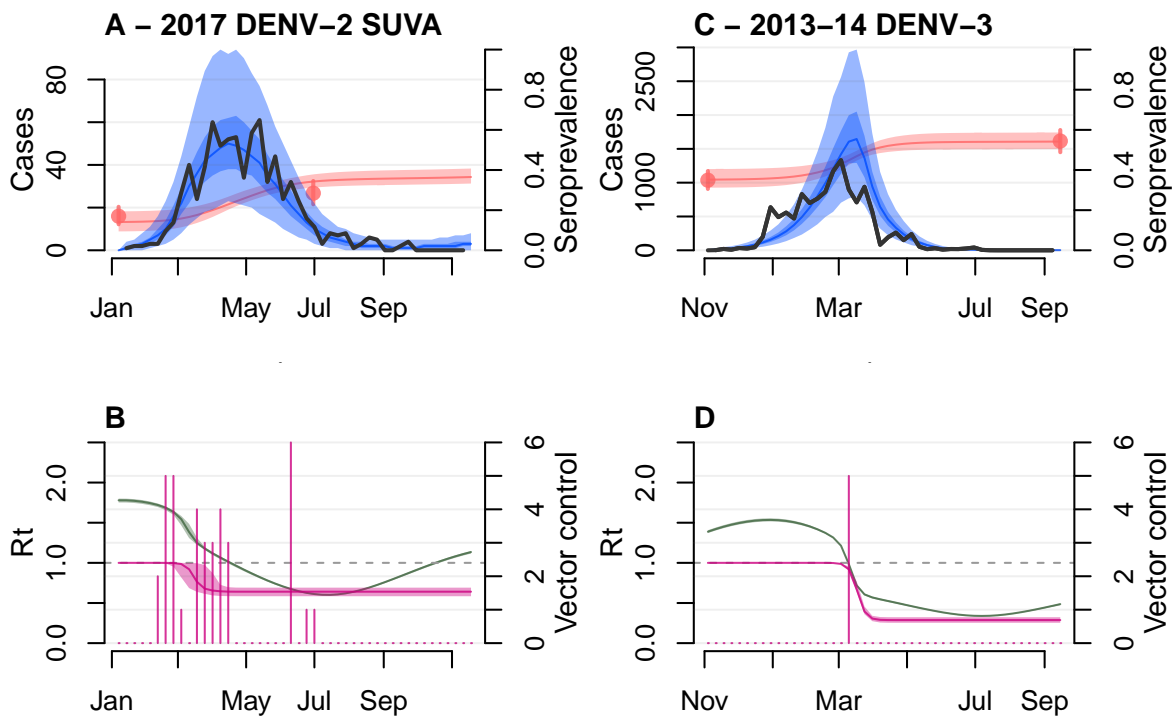 A – 2017 DENV–2 SUVA
Cases
0
40
80
Seroprevalence
0.0
0.4
0.8
Jan
May
Jul
Sep
C – 2013–14 DENV–3
Cases
0
1000
2500
Seroprevalence
0.0
0.4
0.8
Nov
Mar
Jul
Sep
B
Rt
0.0
1.0
2.0
Vector control
0
2
4
6
Jan
May
Jul
Sep
D
Rt
0.0
1.0
2.0
Vector control
0
2
4
6
Nov
Mar
Jul
Sep